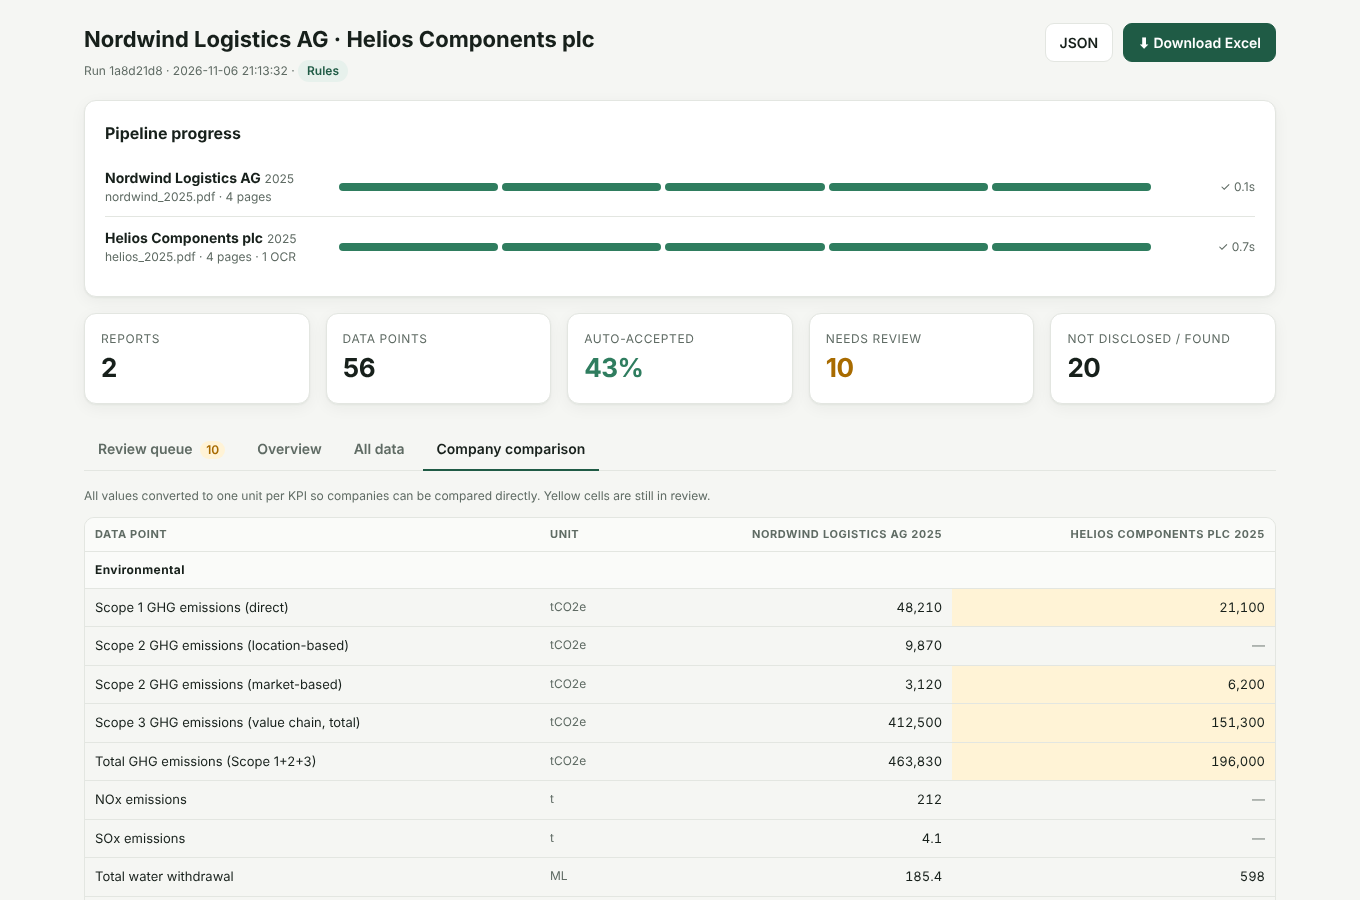 Nordwind Logistics AG · Helios Components plc
JSON
⬇ Download Excel
Run 1a8d21d8 · 2026-11-06 21:13:32 · Rules
Pipeline progress
Nordwind Logistics AG 2025
nordwind_2025.pdf · 4 pages
✓ 0.1s
Helios Components plc 2025
helios_2025.pdf · 4 pages · 1 OCR
✓ 0.7s
REPORTS
2
DATA POINTS
56
AUTO-ACCEPTED
43%
NEEDS REVIEW
10
NOT DISCLOSED / FOUND
20
Review queue 10 Overview All data Company comparison
All values converted to one unit per KPI so companies can be compared directly. Yellow cells are still in review.
DATA POINT UNIT NORDWIND LOGISTICS AG 2025 HELIOS COMPONENTS PLC 2025
Environmental
Scope 1 GHG emissions (direct) tCO2e 48,210 21,100
Scope 2 GHG emissions (location-based) tCO2e 9,870 —
Scope 2 GHG emissions (market-based) tCO2e 3,120 6,200
Scope 3 GHG emissions (value chain, total) tCO2e 412,500 151,300
Total GHG emissions (Scope 1+2+3) tCO2e 463,830 196,000
NOx emissions t 212 —
SOx emissions t 4.1 —
Total water withdrawal ML 185.4 598